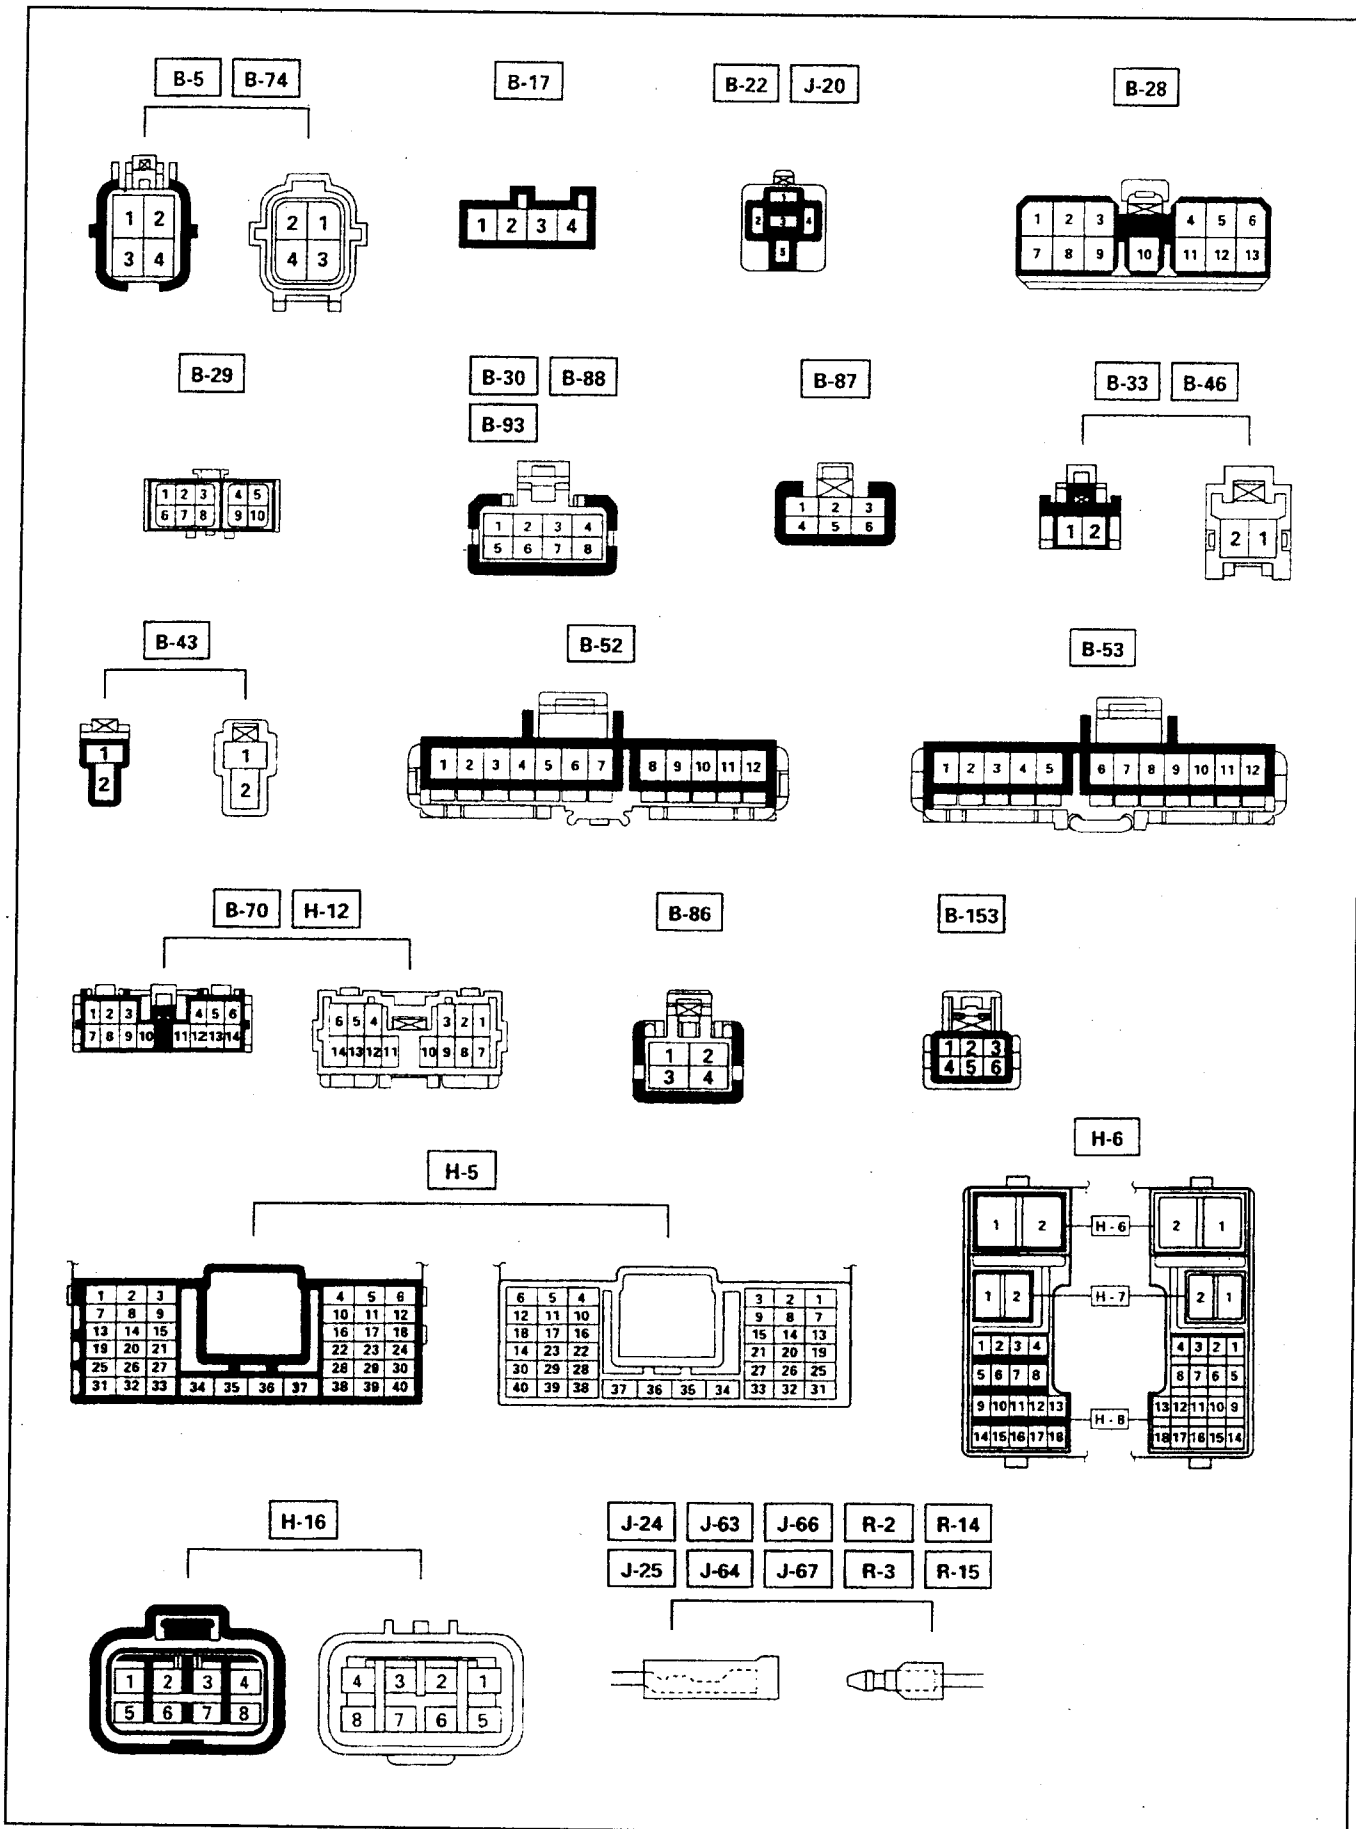 B-5 B-74 B-17 B-22 J-20 B-28
1 2
3 4
2 1
4 3
1 2 3 4
1
2 3 4
5
1 2 3 4 5 6
7 8 9 10 11 12 13
B-29 B-30 B-88 B-87 B-33 B-46
B-93
1 2 3 4 5
6 7 8 9 10
1 2 3 4
5 6 7 8
1 2 3
4 5 6
1 2
2 1
B-43 B-52 B-53
1
2
1
2
1 2 3 4 5 6 7 8 9 10 11 12
1 2 3 4 5 6 7 8 9 10 11 12
B-70 H-12 B-86 B-153
1 2 3 4 5 6
7 8 9 10 11 12 13 14
6 5 4 3 2 1
14 13 12 11 10 9 8 7
1 2
3 4
1 2 3
4 5 6
H-5
1 2 3 4 5 6
7 8 9 10 11 12
13 14 15 16 17 18
19 20 21 22 23 24
25 26 27 28 29 30
31 32 33 34 35 36 37 38 39 40
6 5 4 3 2 1
12 11 10 9 8 7
18 17 16 15 14 13
14 23 22 21 20 19
30 29 28 27 26 25
40 39 38 37 36 35 34 33 32 31
H-6
1 2 H-6 2 1
1 2 H-7 2 1
1 2 3 4 4 3 2 1
5 6 7 8 8 7 6 5
9 10 11 12 13 H-8 13 12 11 10 9
14 15 16 17 18 18 17 16 15 14
H-16
1 2 3 4
5 6 7 8
4 3 2 1
8 7 6 5
J-24 J-63 J-66 R-2 R-14
J-25 J-64 J-67 R-3 R-15